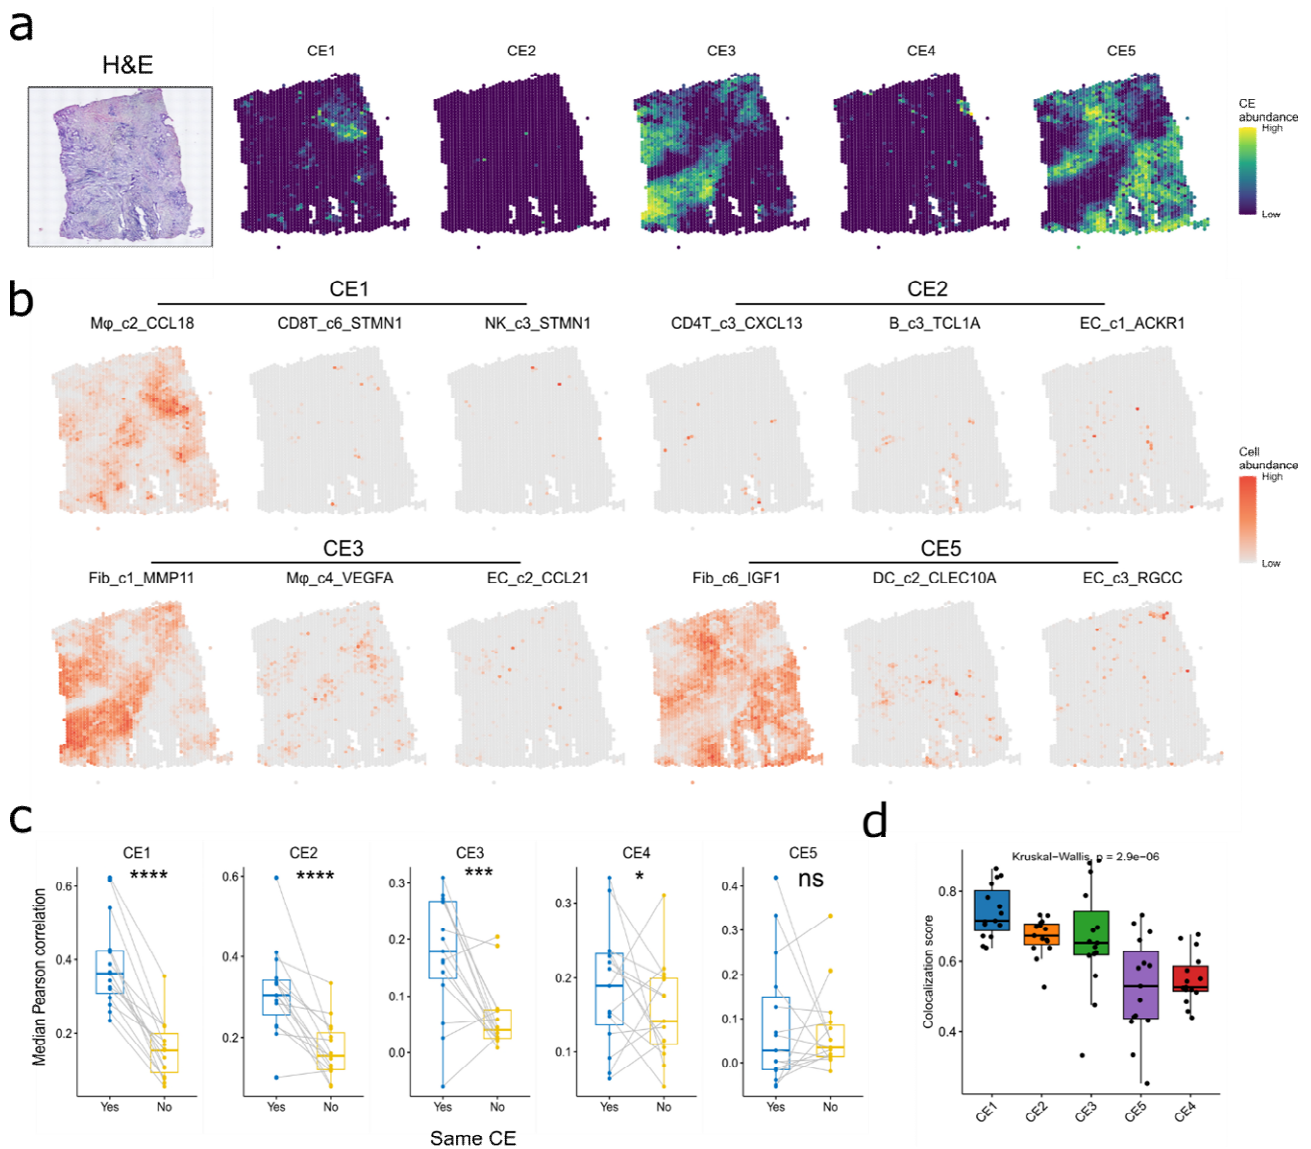 a
H&E
CE1
CE2
CE3
CE4
CE5
CE
abundance
High
Low
b
CE1
CE2
Mφ_c2_CCL18
CD8T_c6_STMN1
NK_c3_STMN1
CD4T_c3_CXCL13
B_c3_TCL1A
EC_c1_ACKR1
Cell
abundance
High
Low
CE3
CE5
Fib_c1_MMP11
Mφ_c4_VEGFA
EC_c2_CCL21
Fib_c6_IGF1
DC_c2_CLEC10A
EC_c3_RGCC
c
Median Pearson correlation
CE1
****
0.6
0.4
0.2
Yes
No
CE2
****
0.6
0.4
0.2
Yes
No
CE3
***
0.3
0.2
0.1
0.0
Yes
No
CE4
*
0.3
0.2
0.1
Yes
No
CE5
ns
0.4
0.3
0.2
0.1
0.0
Yes
No
Same CE
d
Kruskal−Wallis, p = 2.9e−06
Colocalization score
0.8
0.6
0.4
CE1
CE2
CE3
CE5
CE4